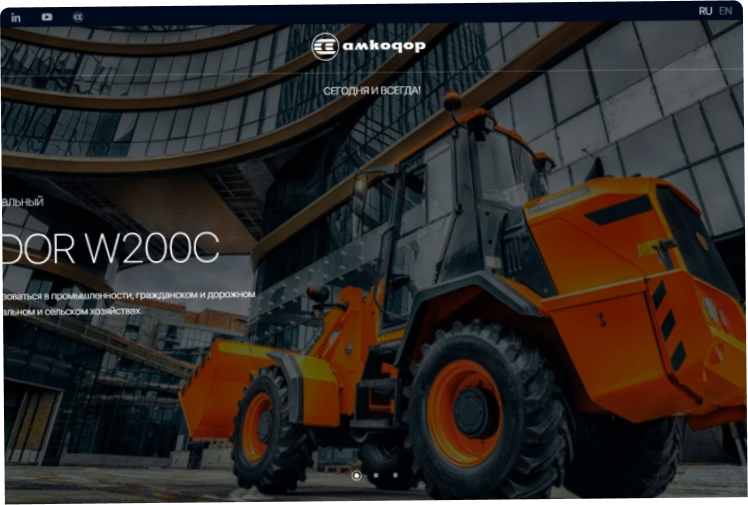 in
RU EN
амкодор
СЕГОДНЯ И ВСЕГДА!
альный
DOR W200C
зоваться в промышленности, гражданском и дорожном
альном и сельском хозяйствах.